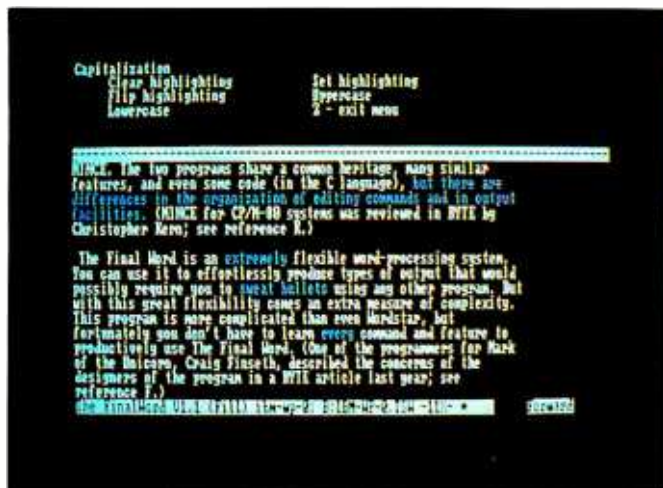 Capitalization
Clear highlighting Set highlighting
Flip highlighting Uppercase
Lowercase Z - exit menu
MINCE. The two programs share a common heritage, many similar
features, and even some code (in the C language), but there are
differences in the organization of editing commands and in output
facilities. (MINCE for CP/M-80 systems was reviewed in BYTE by
Christopher Kern; see reference R.)
The Final Word is an extremely flexible word-processing system.
You can use it to effortlessly produce types of output that would
possibly require you to sweat bullets using any other program. But
with this great flexibility comes an extra measure of complexity.
This program is more complicated than even Wordstar, but
fortunately you don't have to learn every command and feature to
productively use The Final Word. (One of the programmers for Mark
of the Unicorn, Craig Finseth, described the concerns of the
designers of the program in a BYTE article last year; see
reference F.)
The FinalWord